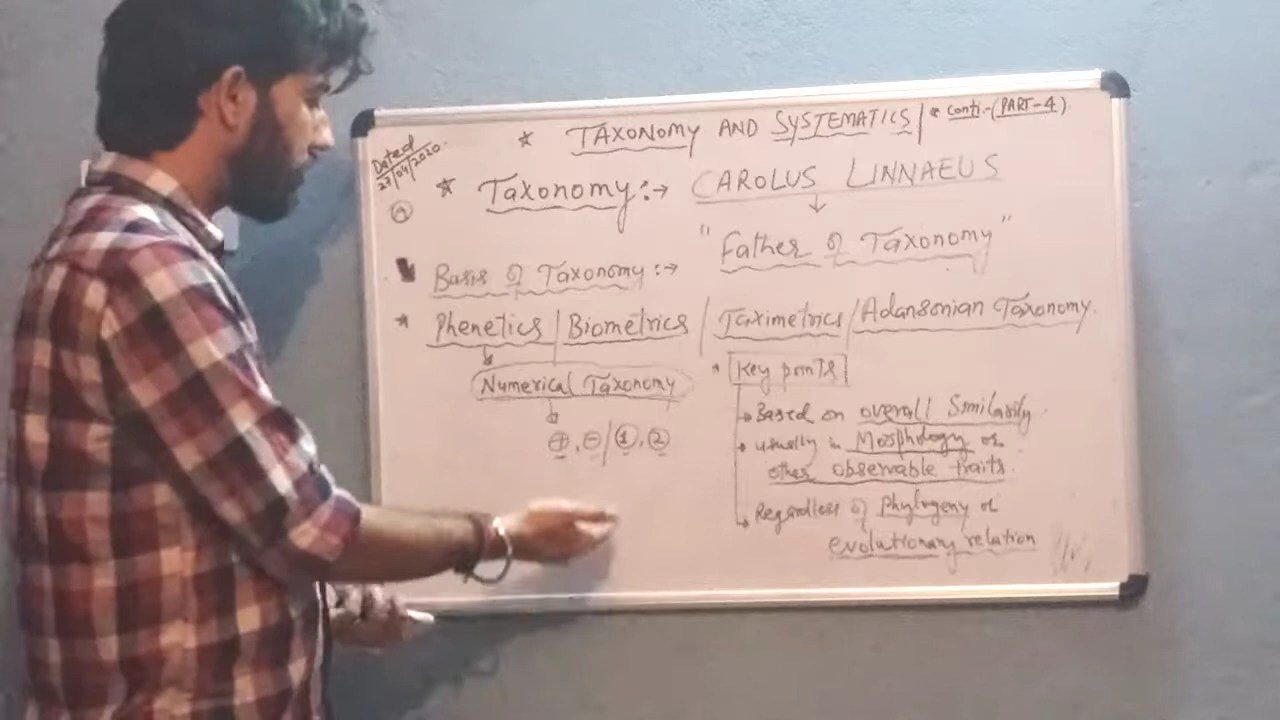 * TAXONOMY AND SYSTEMATICS / * conti-(PART-4)
Dated
27/04/2020.
* Taxonomy:→ CAROLUS LINNAEUS
↓
"Father of Taxonomy"
Basis of Taxonomy:→
* Phenetics / Biometrics / Taximetrics / Adansonian Taxonomy.
Numerical Taxonomy
+, - / 1, 2
* Key points
→ Based on overall Similarity.
→ usually in Morphology or
other observable traits.
→ Regardless of phylogeny or
evolutionary relation